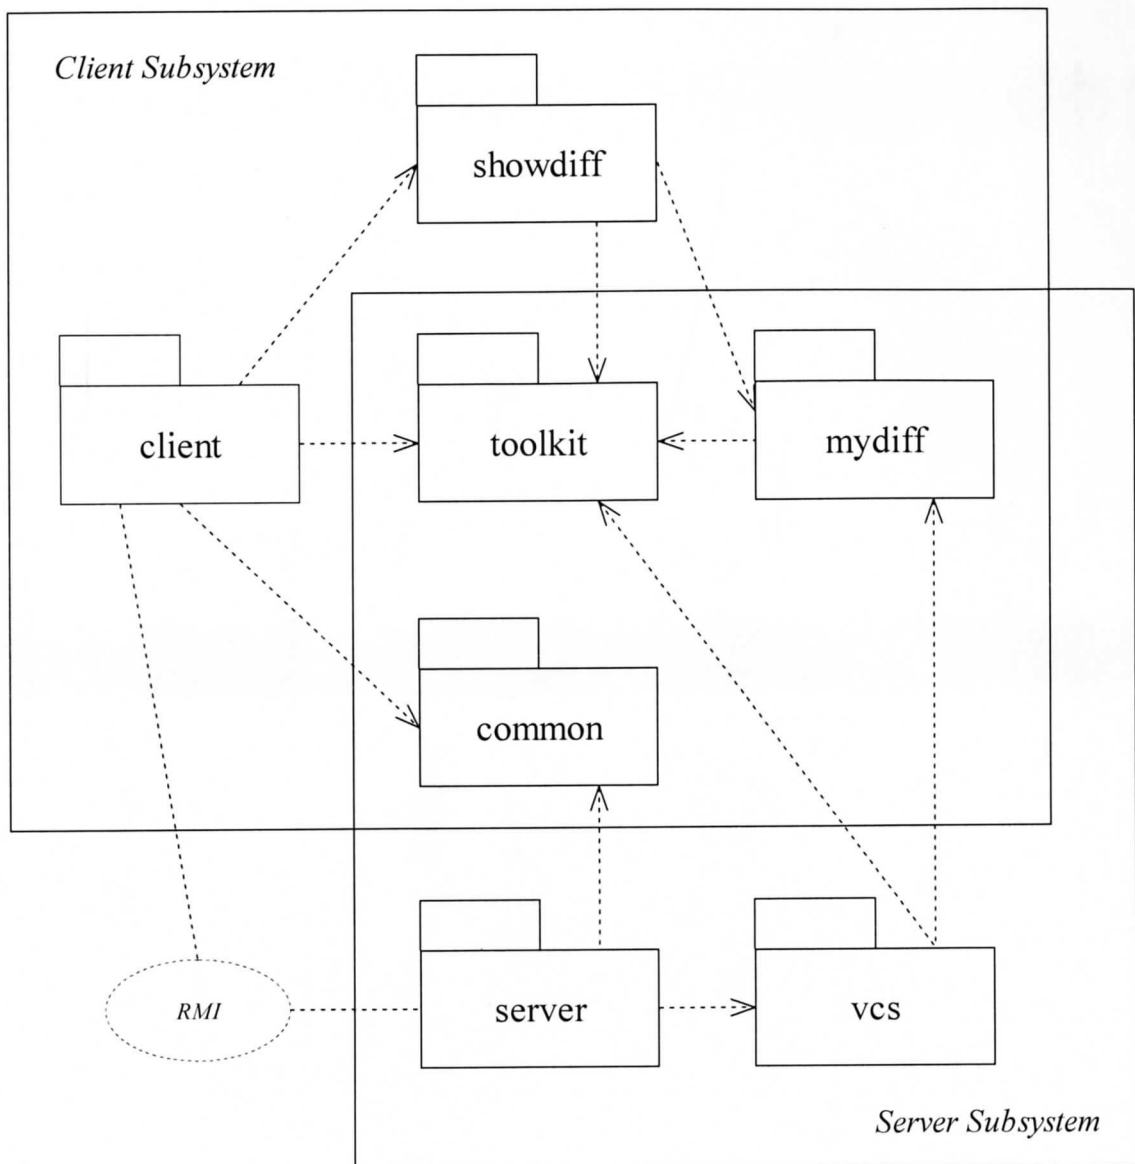 Client Subsystem
showdiff
client
toolkit
mydiff
common
RMI
server
vcs
Server Subsystem